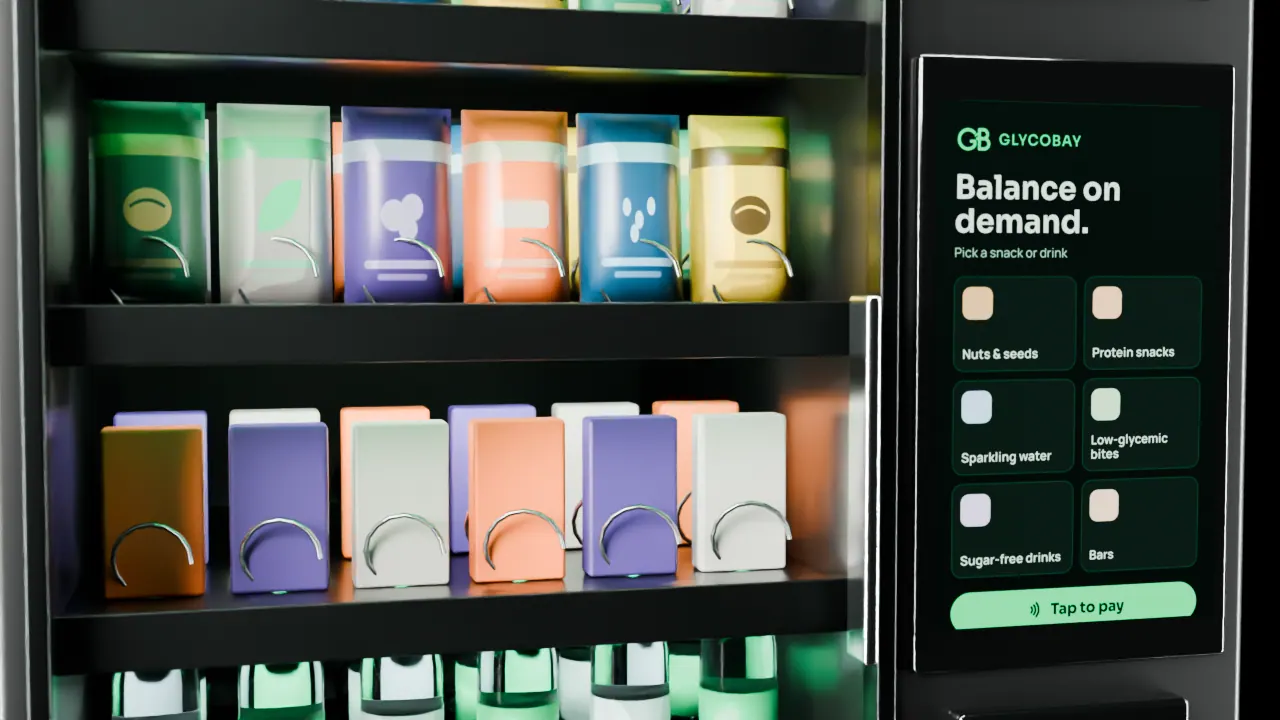 GB GLYCOBAY
Balance on
demand.
Pick a snack or drink
Nuts & seeds
Protein snacks
Sparkling water
Low-glycemic
bites
Sugar-free drinks
Bars
Tap to pay